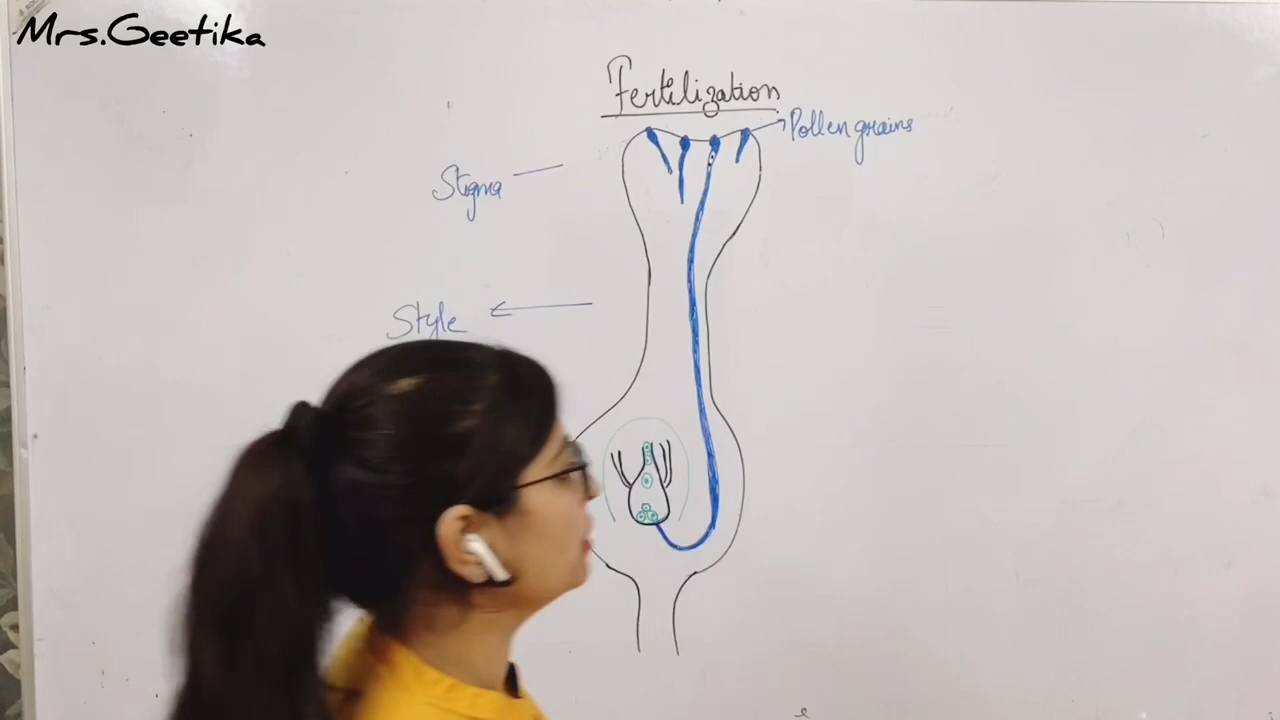 Mrs.Geetika
Fertilization
Pollen grains
Stigma
Style